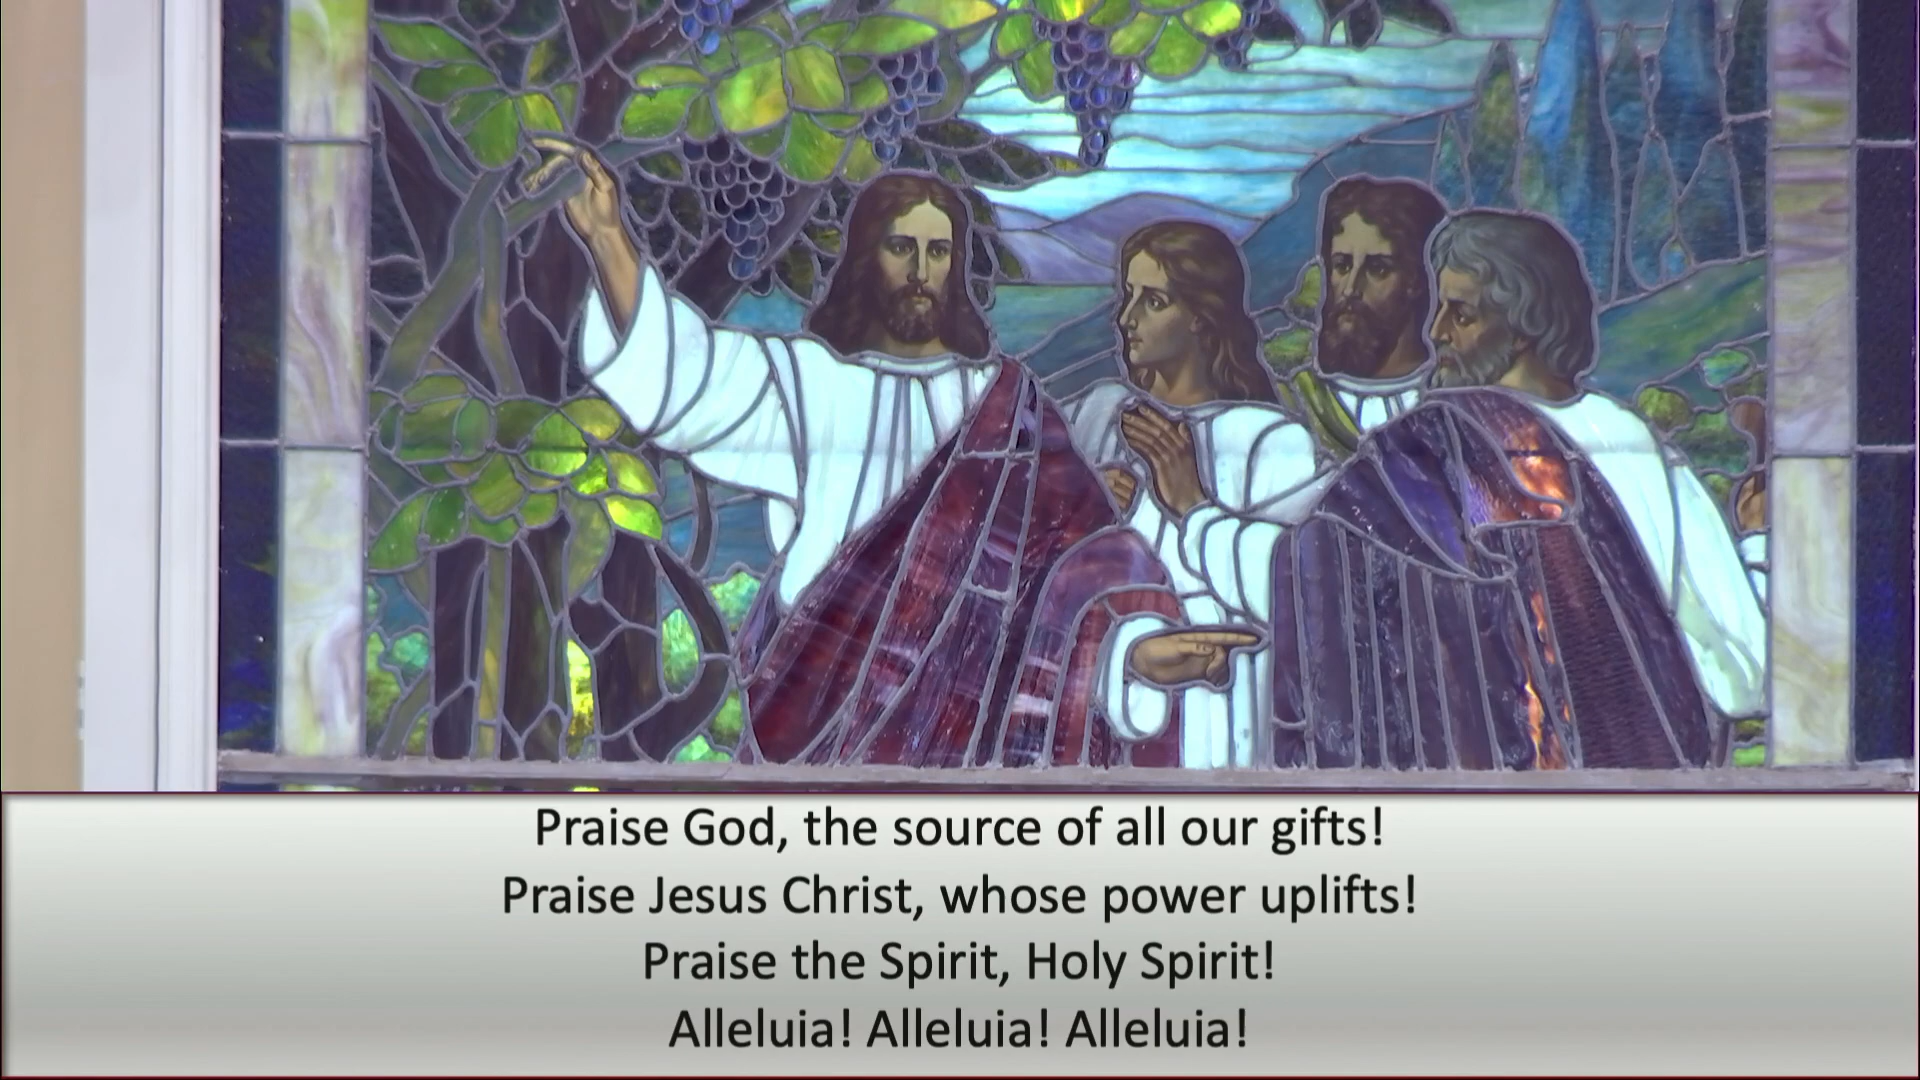 Praise God, the source of all our gifts!
Praise Jesus Christ, whose power uplifts!
Praise the Spirit, Holy Spirit!
Alleluia! Alleluia! Alleluia!